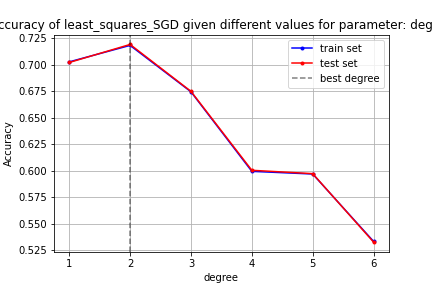 ccuracy of least_squares_SGD given different values for parameter: deg
0.725
0.700
0.675
0.650
0.625
0.600
0.575
0.550
0.525
Accuracy
train set
test set
best degree
1 2 3 4 5 6
degree